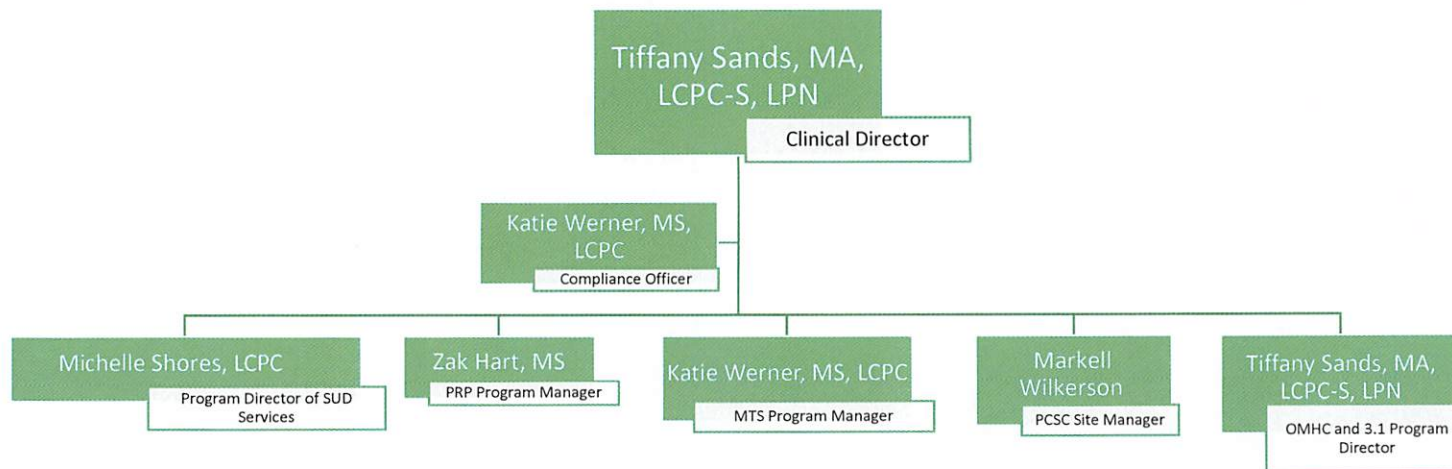 Tiffany Sands, MA,
LCPC-S, LPN
Clinical Director
Katie Werner, MS,
LCPC
Compliance Officer
Michelle Shores, LCPC
Program Director of SUD
Services
Zak Hart, MS
PRP Program Manager
Katie Werner, MS, LCPC
MTS Program Manager
Markell
Wilkerson
PCSC Site Manager
Tiffany Sands, MA,
LCPC-S, LPN
OMHC and 3.1 Program
Director